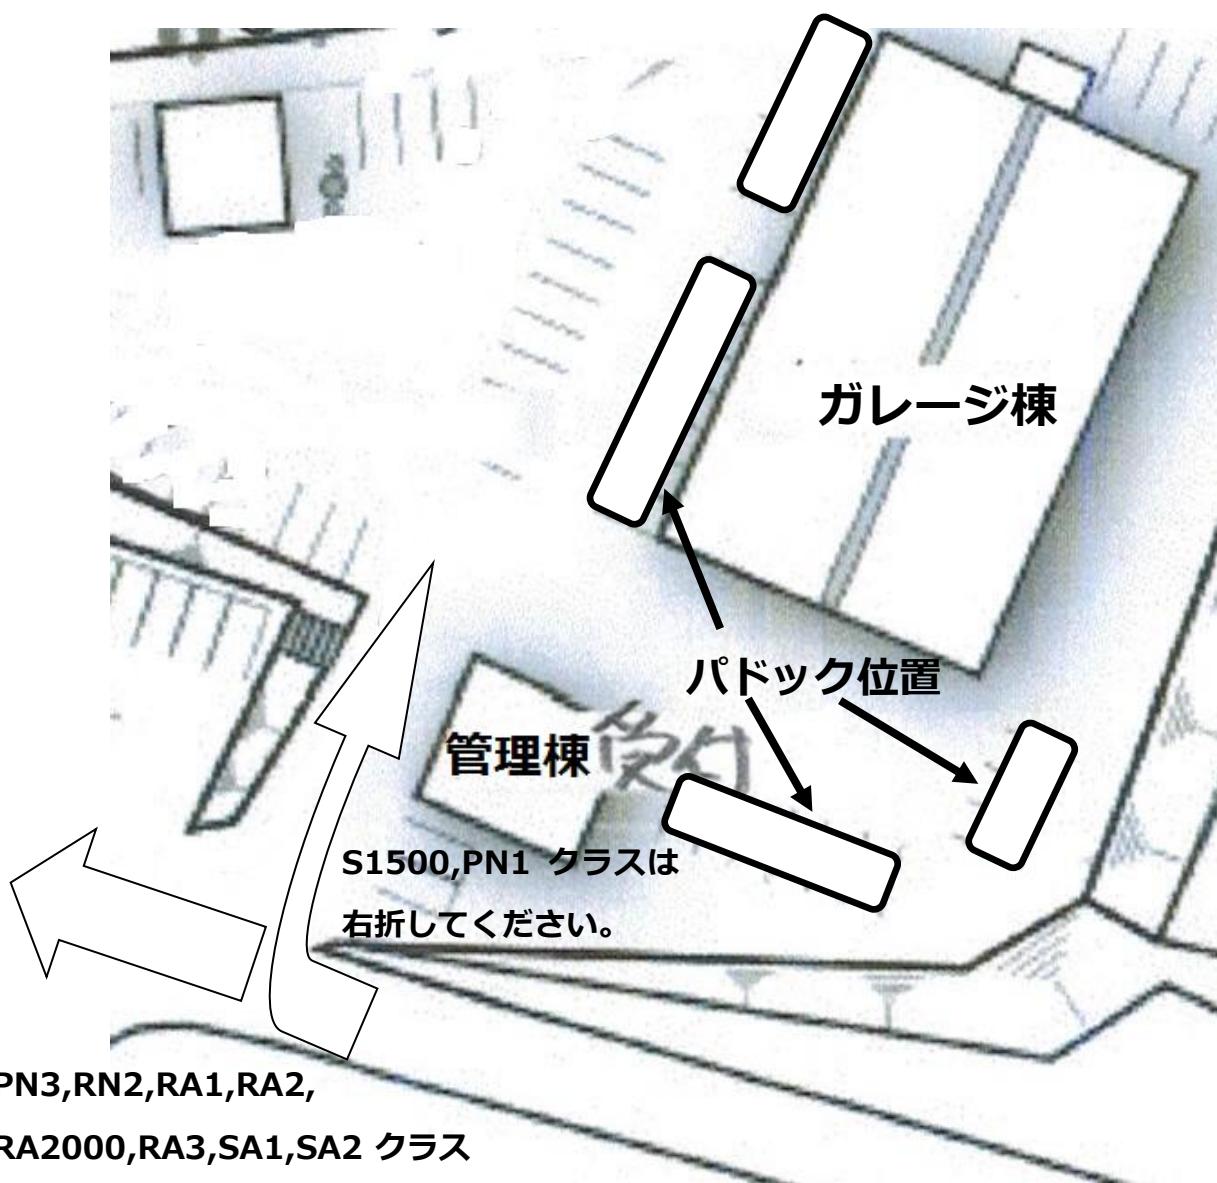 ガレージ棟
パドック位置
管理棟 受付
S1500,PN1 クラスは
右折してください。
PN3,RN2,RA1,RA2,
RA2000,RA3,SA1,SA2 クラス